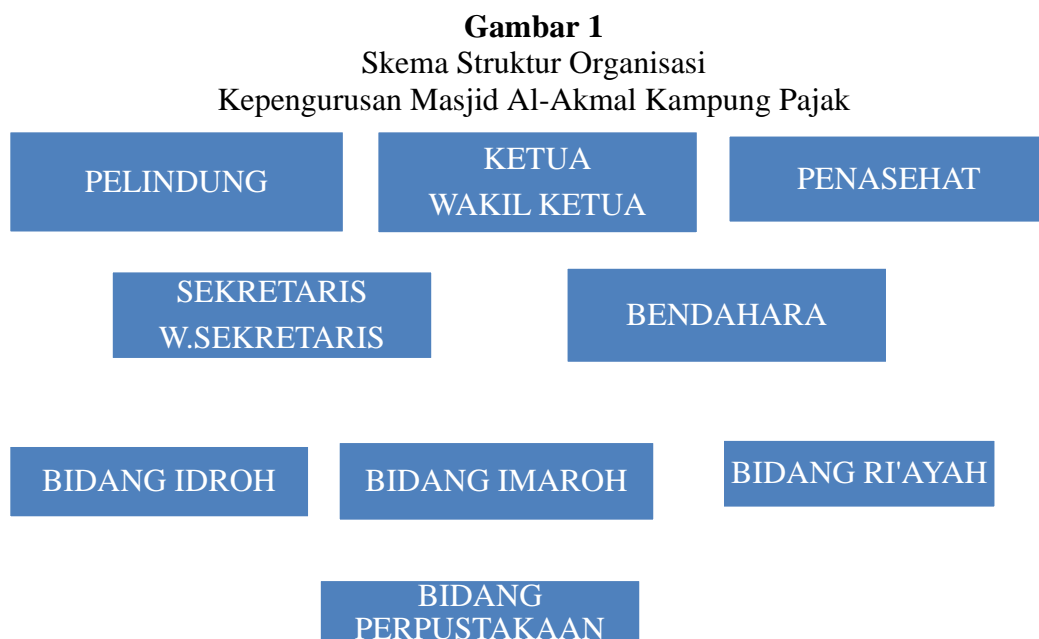 Gambar 1
Skema Struktur Organisasi
Kepengurusan Masjid Al-Akmal Kampung Pajak
PELINDUNG
KETUA
WAKIL KETUA
PENASEHAT
SEKRETARIS
W.SEKRETARIS
BENDAHARA
BIDANG IDROH
BIDANG IMAROH
BIDANG RI'AYAH
BIDANG
PERPUSTAKAAN